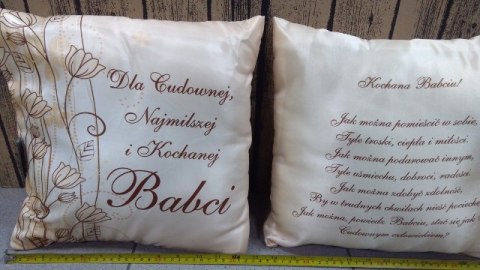 Dla Cudownej,
Najmilszej
i Kochanej
Babci
Kochana Babciu!
Jak można pomieścić w sobie,
Tyle troski, ciepła i miłości.
Jak można podarować innym,
Tyle uśmiechu, dobroci, radości.
Jak można zdobyć zdolność,
By w trudnych chwilach nieść pociechę
Jak można, powiedz Babciu, stać się jak
Cudownym człowiekiem?